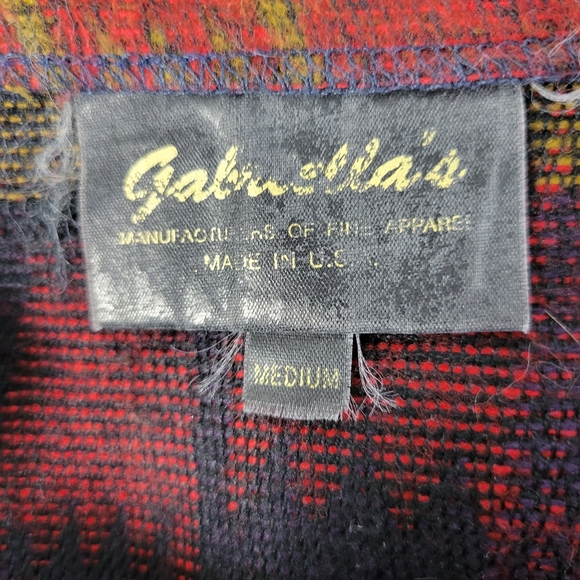 Gabriella's
MANUFACTURERS OF FINE APPAREL
MADE IN U.S.A.
MEDIUM